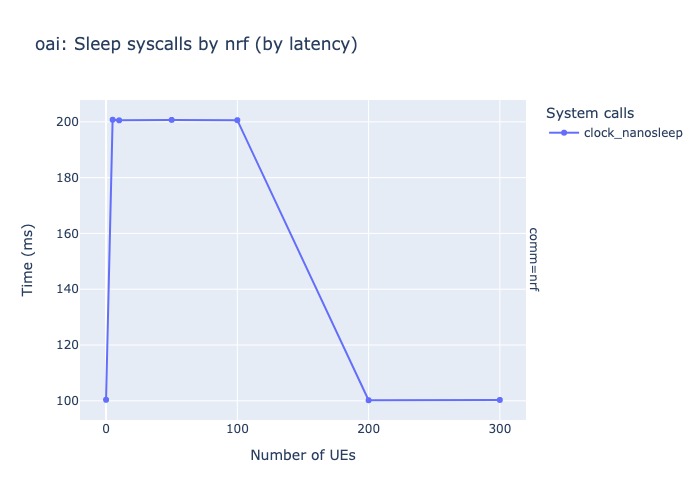 oai: Sleep syscalls by nrf (by latency)
System calls
clock_nanosleep
200
180
160
140
120
100
Time (ms)
comm=nrf
0
100
200
300
Number of UEs